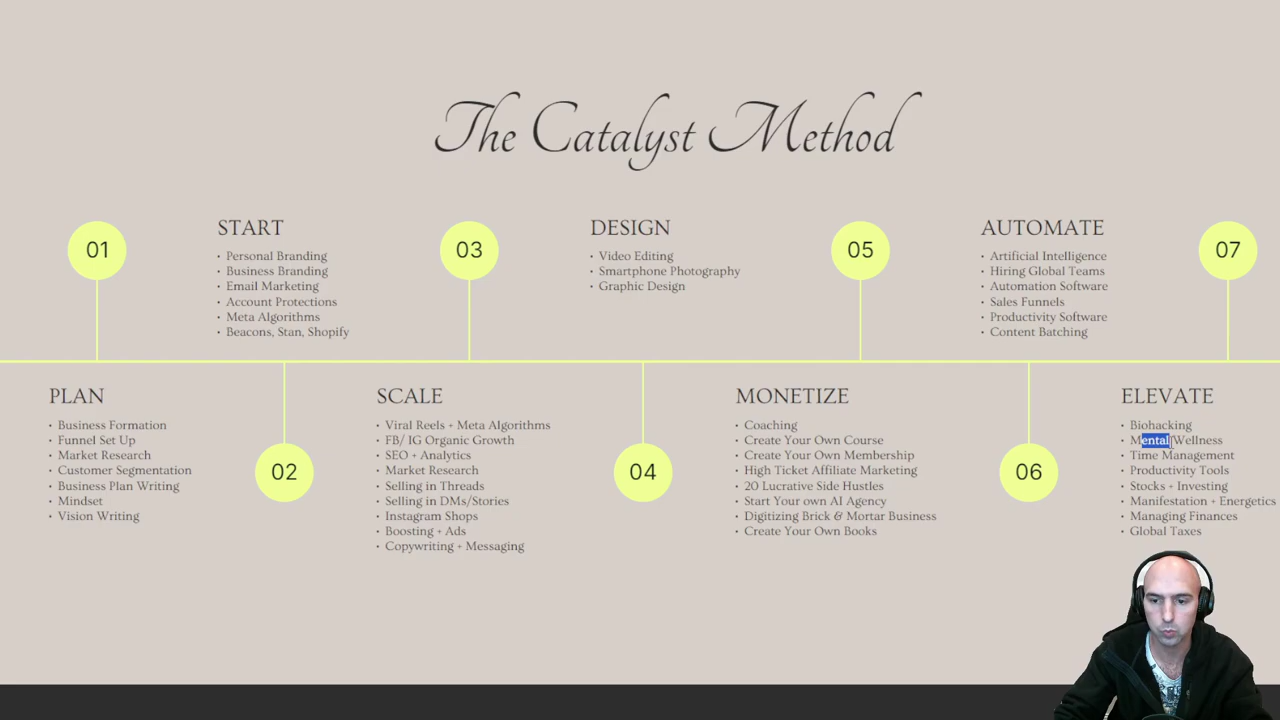 The Catalyst Method
01
START
• Personal Branding
• Business Branding
• Email Marketing
• Account Protections
• Meta Algorithms
• Beacons, Stan, Shopify
03
DESIGN
• Video Editing
• Smartphone Photography
• Graphic Design
05
AUTOMATE
• Artificial Intelligence
• Hiring Global Teams
• Automation Software
• Sales Funnels
• Productivity Software
• Content Batching
07
PLAN
• Business Formation
• Funnel Set Up
• Market Research
• Customer Segmentation
• Business Plan Writing
• Mindset
• Vision Writing
02
SCALE
• Viral Reels + Meta Algorithms
• FB/ IG Organic Growth
• SEO + Analytics
• Market Research
• Selling in Threads
• Selling in DMs/Stories
• Instagram Shops
• Boosting + Ads
• Copywriting + Messaging
04
MONETIZE
• Coaching
• Create Your Own Course
• Create Your Own Membership
• High Ticket Affiliate Marketing
• 20 Lucrative Side Hustles
• Start Your own AI Agency
• Digitizing Brick & Mortar Business
• Create Your Own Books
06
ELEVATE
• Biohacking
• Mental Wellness
• Time Management
• Productivity Tools
• Stocks + Investing
• Manifestation + Energetics
• Managing Finances
• Global Taxes